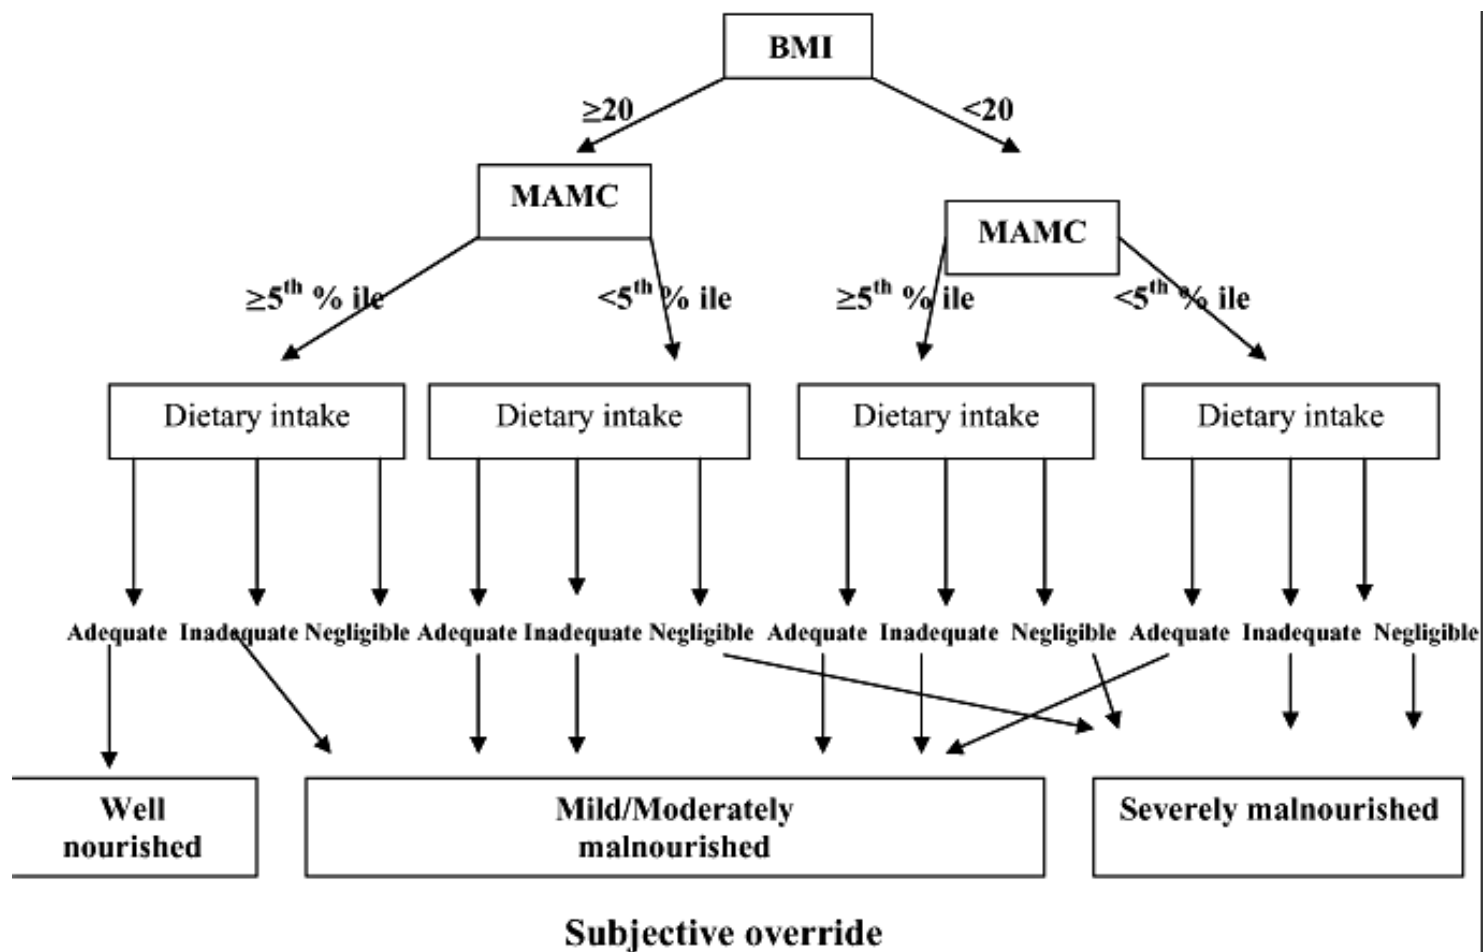 BMI
≥20
<20
MAMC
MAMC
≥5th % ile
<5th % ile
≥5th % ile
<5th % ile
Dietary intake
Dietary intake
Dietary intake
Dietary intake
Adequate Inadequate Negligible Adequate Inadequate Negligible Adequate Inadequate Negligible Adequate Inadequate Negligible
Well
nourished
Mild/Moderately
malnourished
Severely malnourished
Subjective override